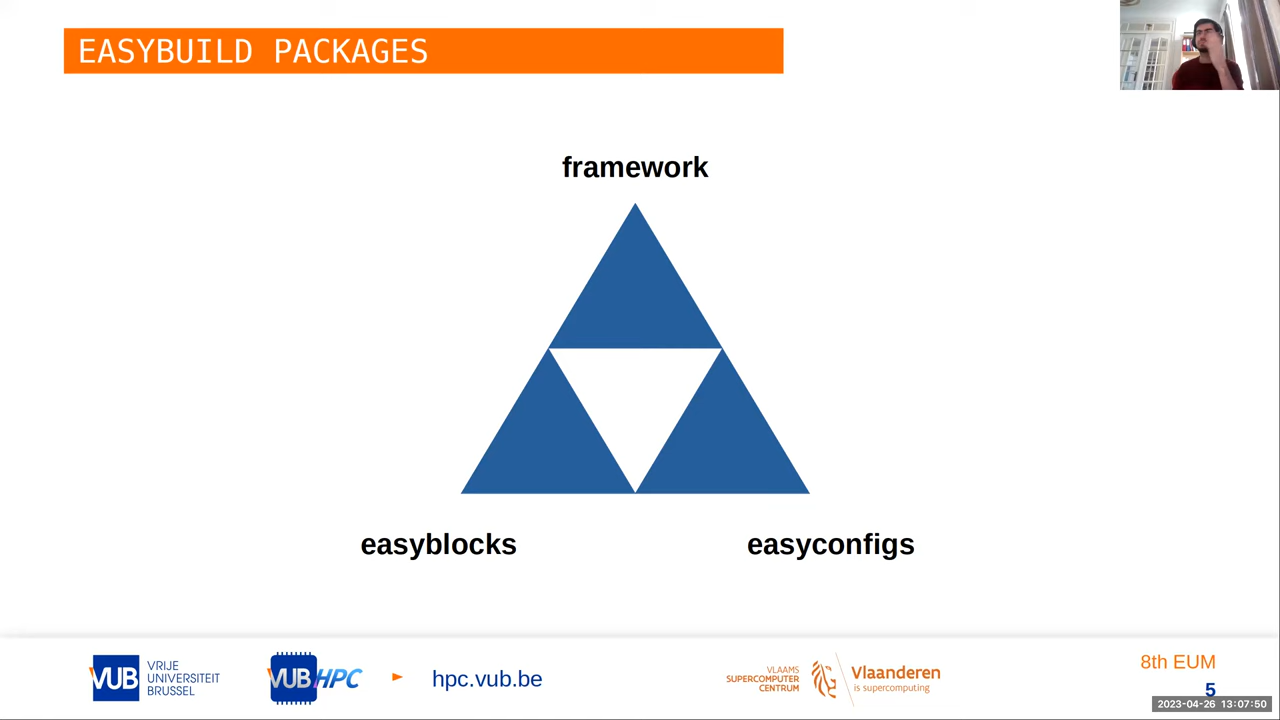 EASYBUILD PACKAGES
framework
easyblocks
easyconfigs
VUB
VRIJE
UNIVERSITEIT
BRUSSEL
VUB HPC
hpc.vub.be
VLAAMS
SUPERCOMPUTER
CENTRUM
Vlaanderen
is supercomputing
8th EUM
5
2023-04-26 13:07:50